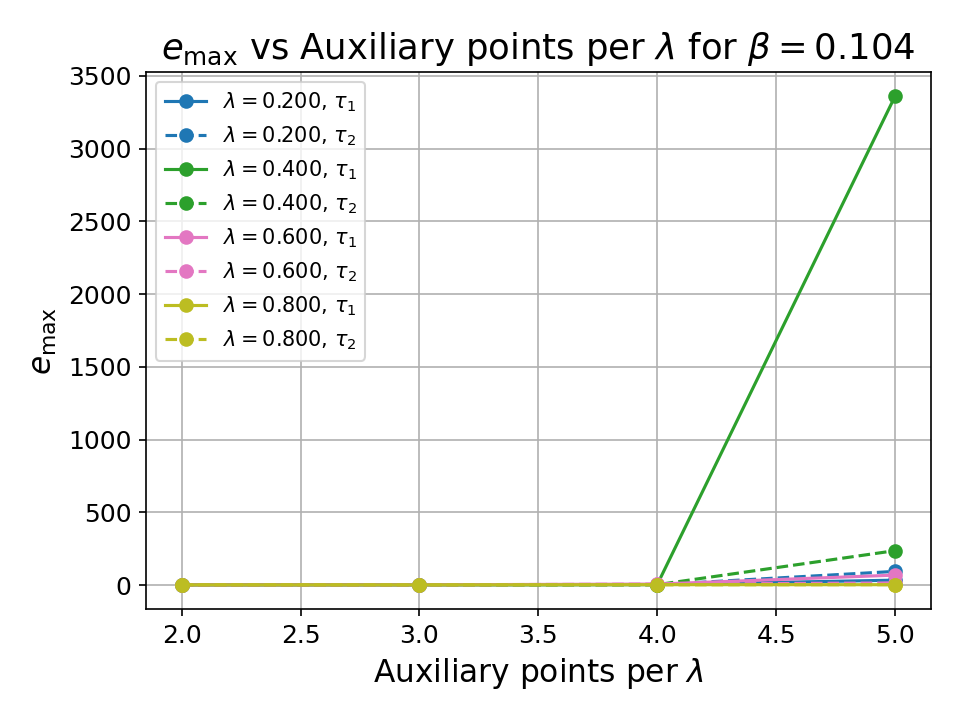 e_max vs Auxiliary points per λ for β = 0.104
3500
3000
2500
2000
1500
1000
500
0
e_max
λ = 0.200, τ₁
λ = 0.200, τ₂
λ = 0.400, τ₁
λ = 0.400, τ₂
λ = 0.600, τ₁
λ = 0.600, τ₂
λ = 0.800, τ₁
λ = 0.800, τ₂
2.0 2.5 3.0 3.5 4.0 4.5 5.0
Auxiliary points per λ